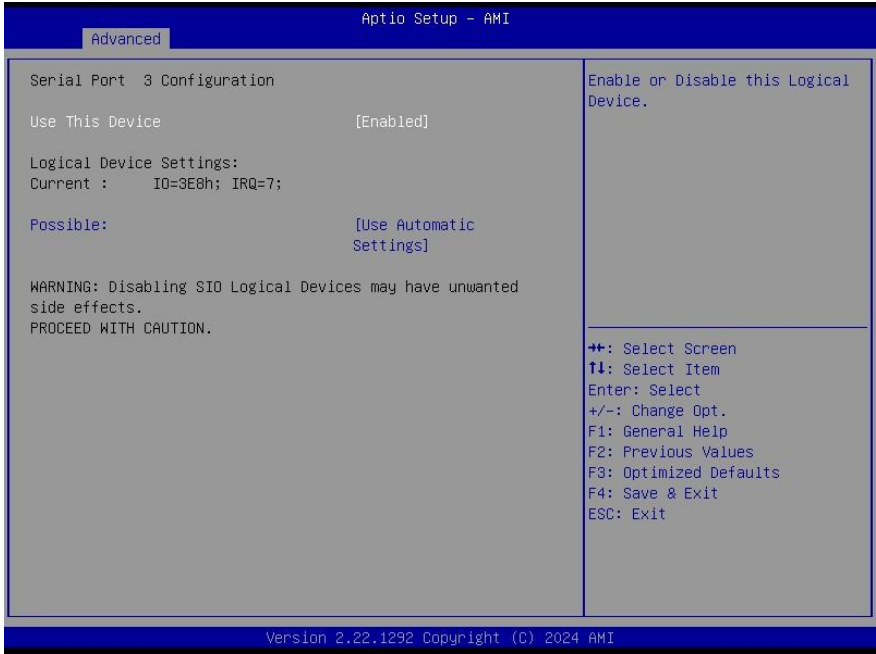 Aptio Setup – AMI
Advanced
Serial Port 3 Configuration
Use This Device [Enabled]
Logical Device Settings:
Current : IO=3E8h; IRQ=7;
Possible: [Use Automatic
Settings]
WARNING: Disabling SIO Logical Devices may have unwanted
side effects.
PROCEED WITH CAUTION.
Enable or Disable this Logical
Device.
→←: Select Screen
↑↓: Select Item
Enter: Select
+/-: Change Opt.
F1: General Help
F2: Previous Values
F3: Optimized Defaults
F4: Save & Exit
ESC: Exit
Version 2.22.1292 Copyright (C) 2024 AMI